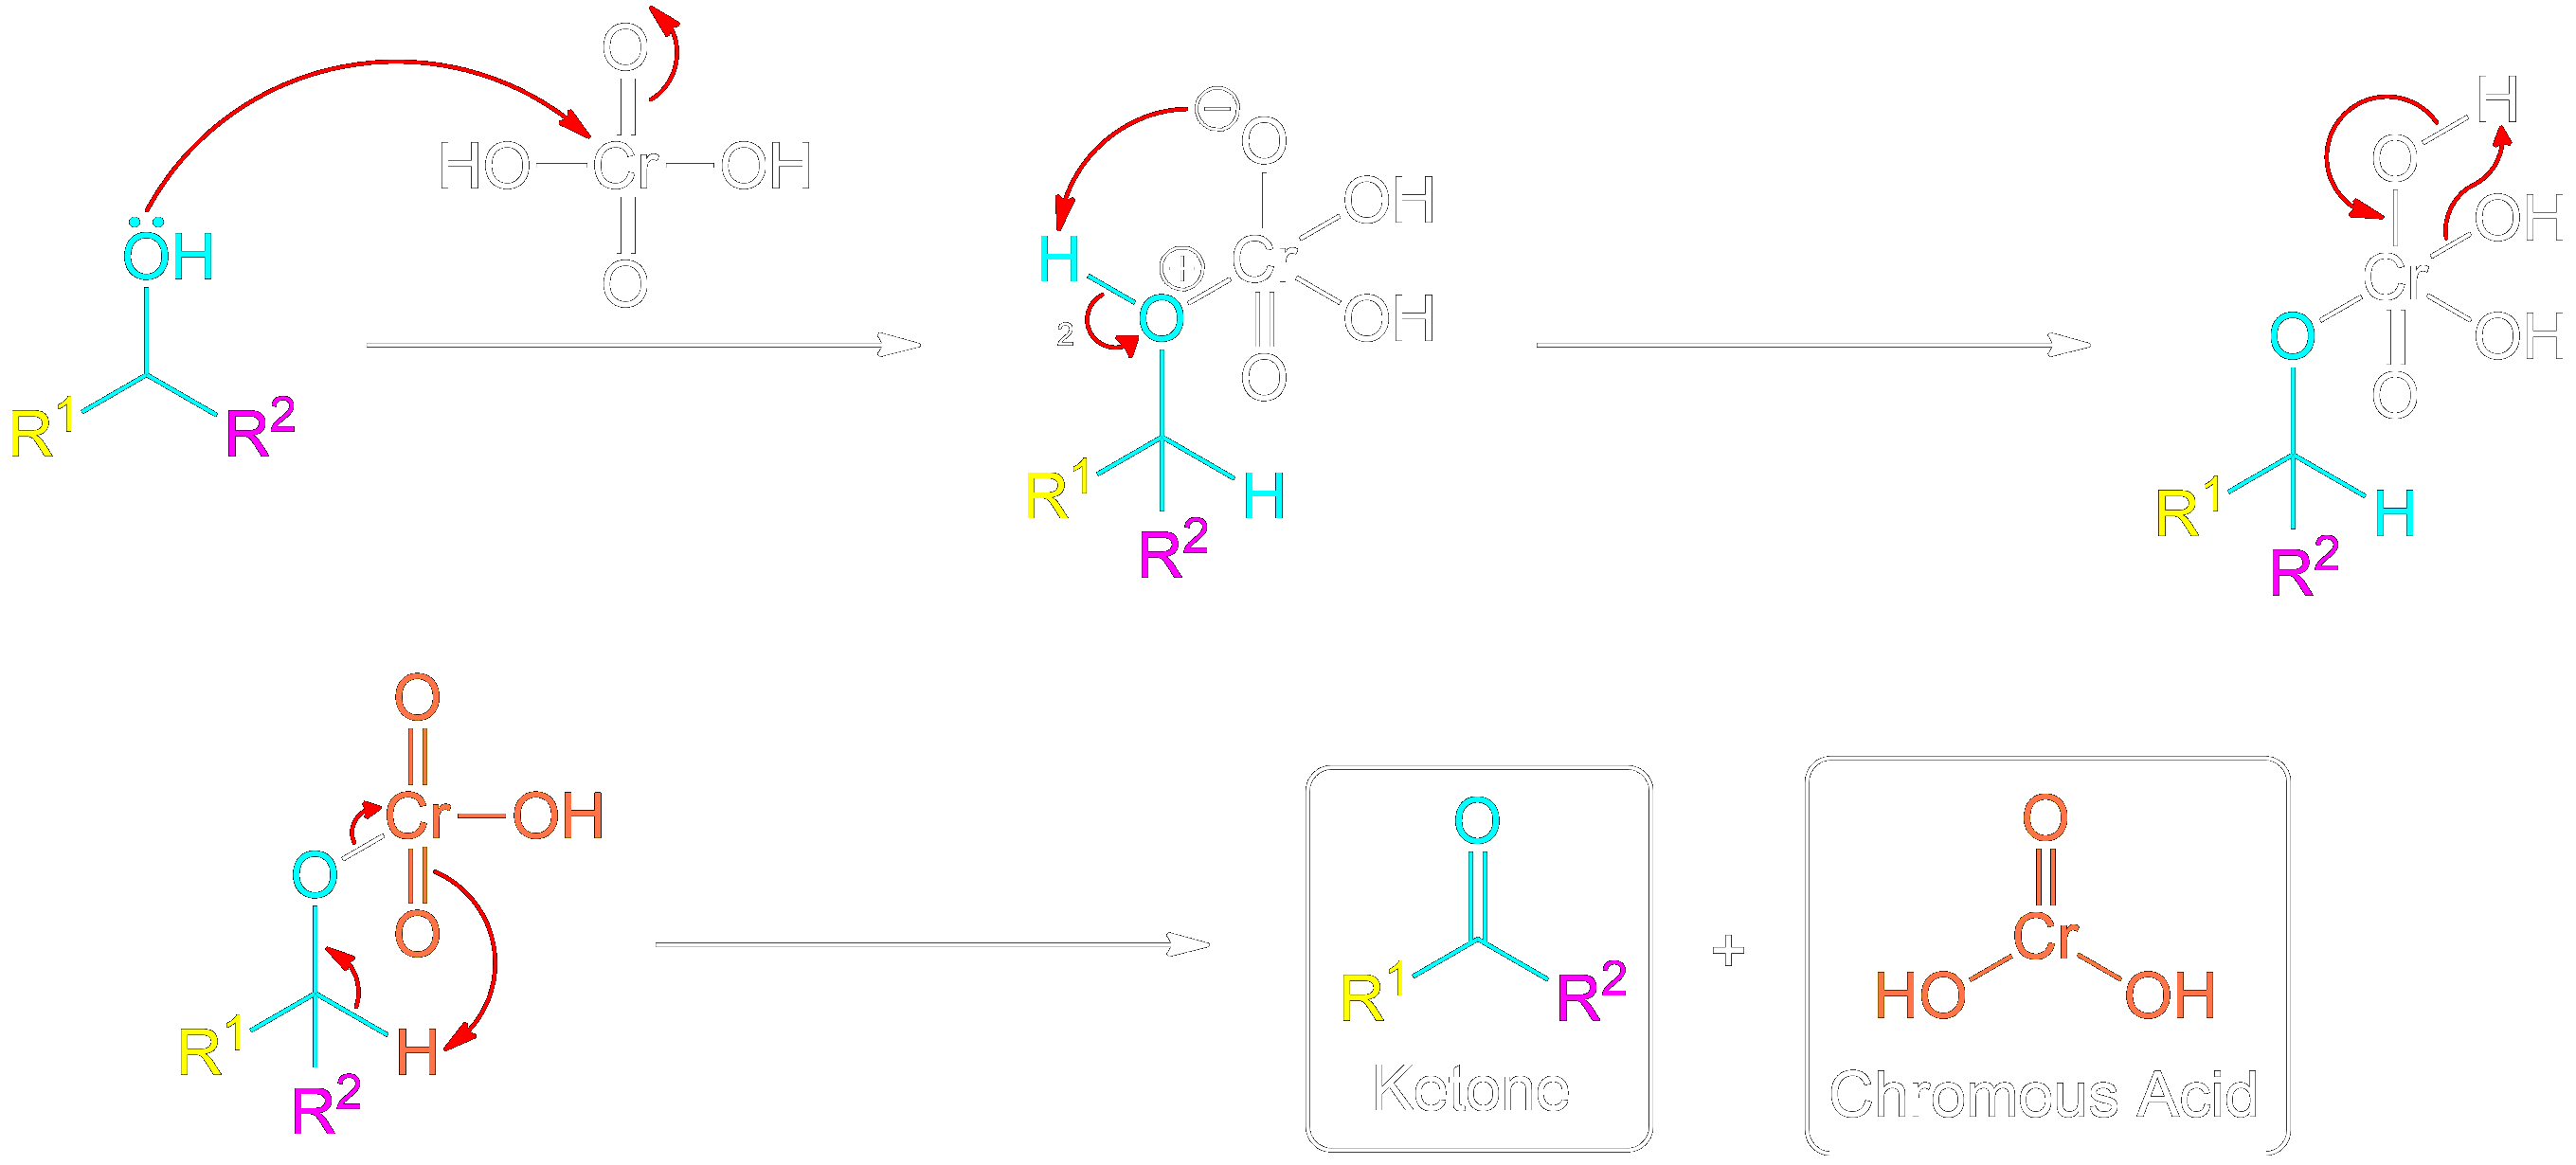 O
HO Cr OH
O
ÖH
R1 R2
⊖
O
OH
H ⊕ Cr
2 O OH
O
R1 H
R2
H
O
OH
Cr
O OH
O
R1 H
R2
O
Cr OH
O
O
R1 H
R2
O
R1 R2
Ketone
+
O
Cr
HO OH
Chromous Acid